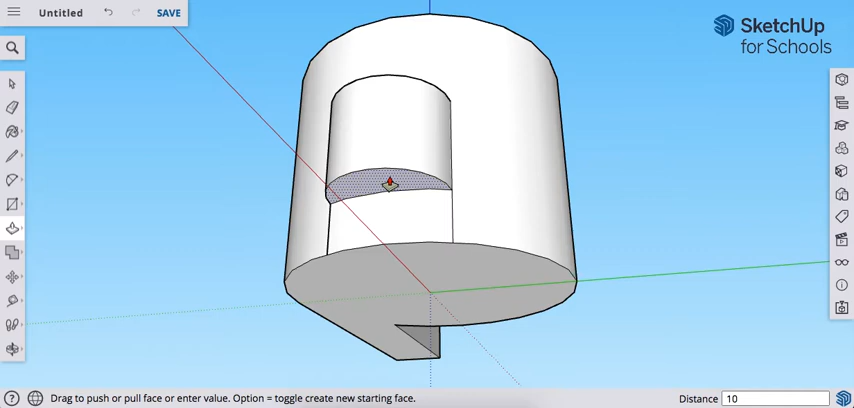 Untitled SAVE
SketchUp
for Schools
Drag to push or pull face or enter value. Option = toggle create new starting face. Distance 10